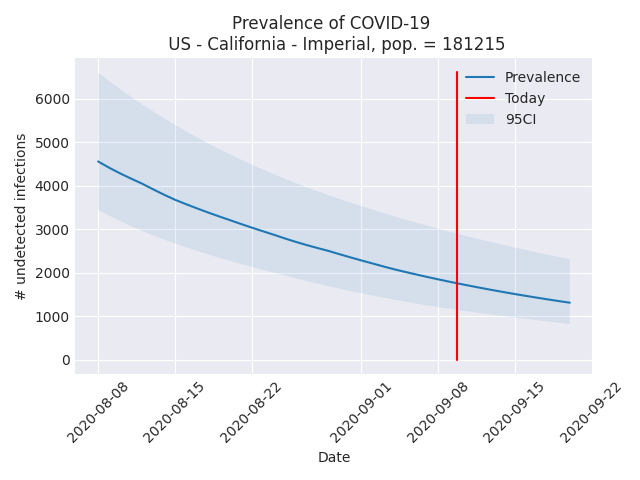 Prevalence of COVID-19
US - California - Imperial, pop. = 181215
Prevalence
Today
95CI
6000
5000
4000
3000
2000
1000
0
# undetected infections
2020-08-08
2020-08-15
2020-08-22
2020-09-01
2020-09-08
2020-09-15
2020-09-22
Date